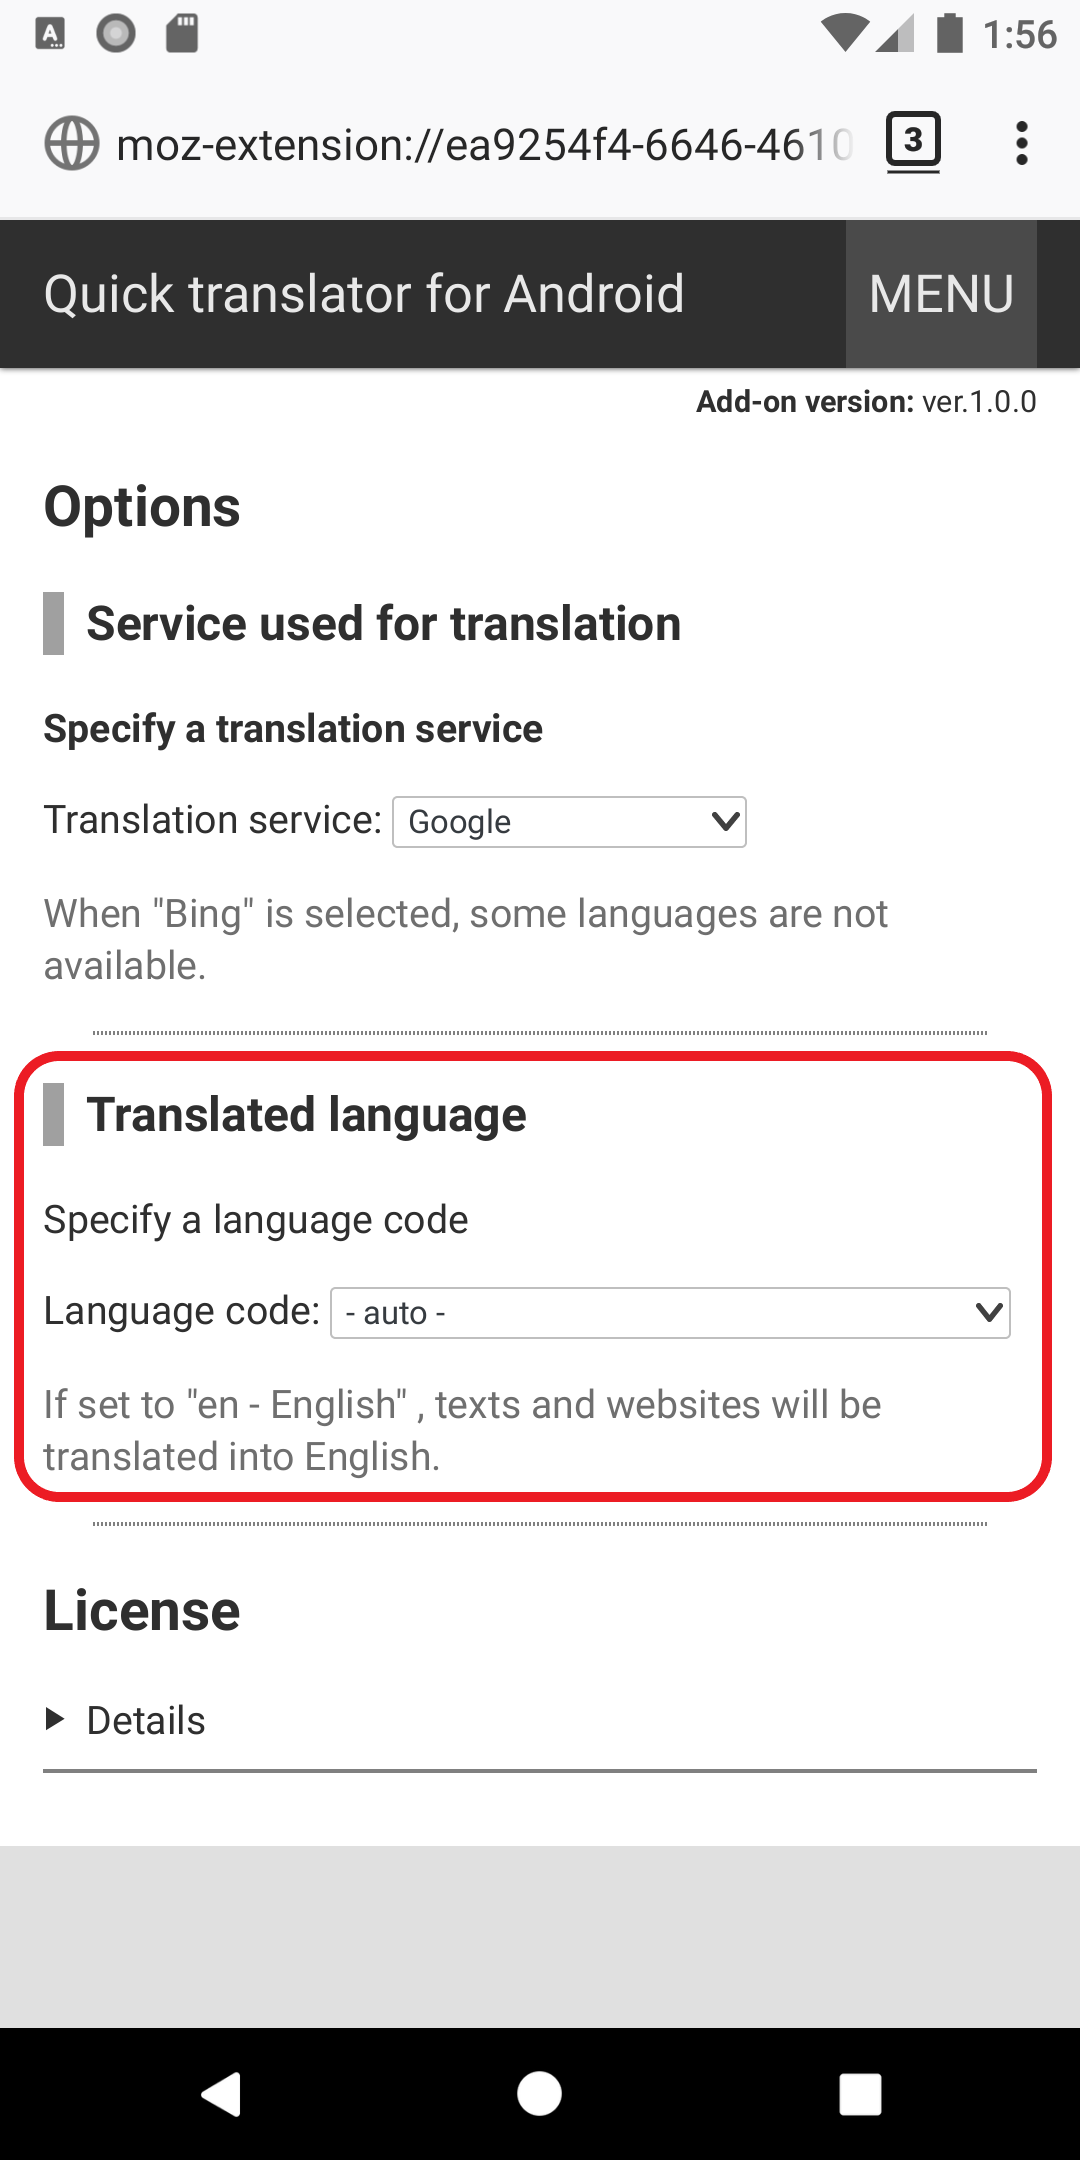 1:56
moz-extension://ea9254f4-6646-4610
3
Quick translator for Android
MENU
Add-on version: ver.1.0.0
Options
Service used for translation
Specify a translation service
Translation service: Google
When "Bing" is selected, some languages are not
available.
Translated language
Specify a language code
Language code: - auto -
If set to "en - English" , texts and websites will be
translated into English.
License
Details